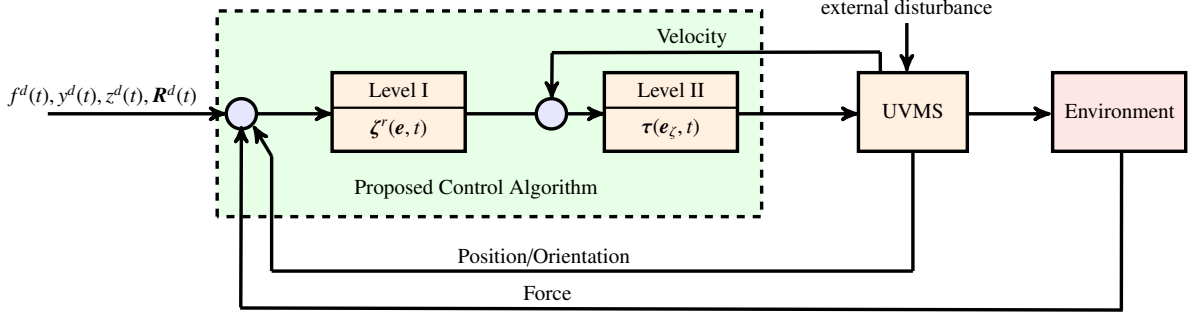 external disturbance
Velocity
f^d(t), y^d(t), z^d(t), R^d(t)
Level I
ζ^r(e, t)
Level II
τ(e_ζ, t)
UVMS
Environment
Proposed Control Algorithm
Position/Orientation
Force